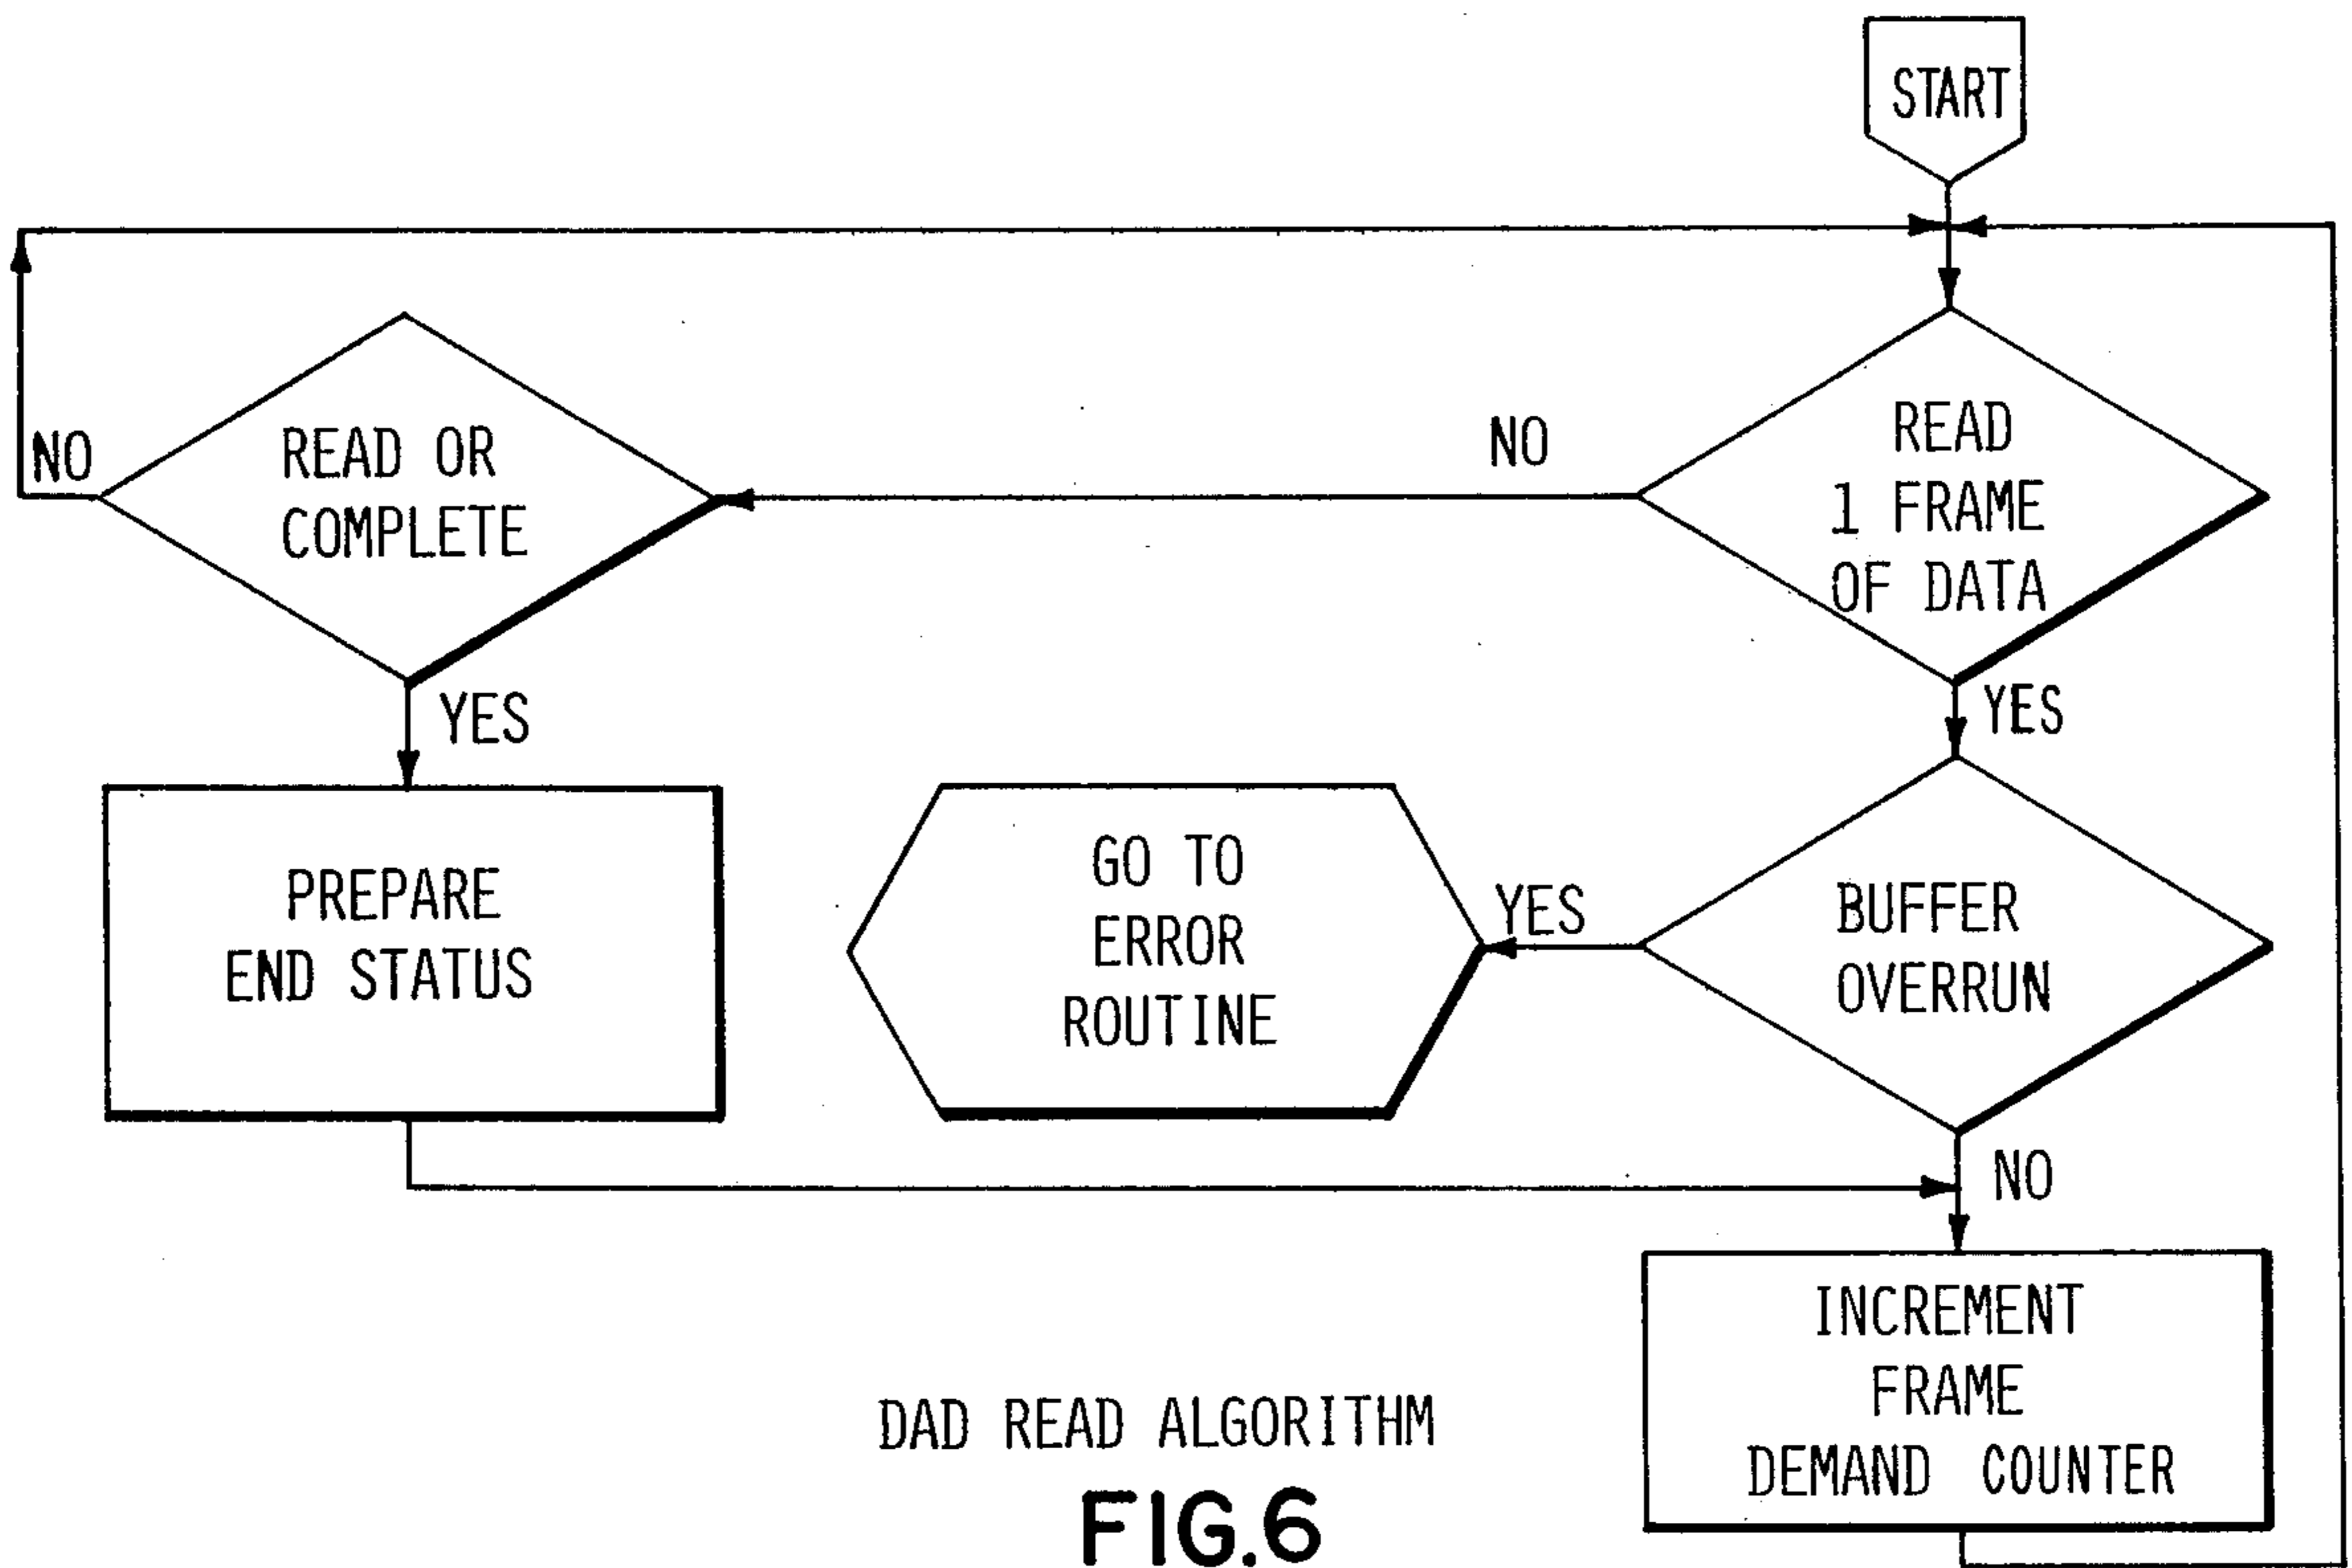 START
READ
1 FRAME
OF DATA
NO
READ OR
COMPLETE
NO
YES
YES
PREPARE
END STATUS
GO TO
ERROR
ROUTINE
YES
BUFFER
OVERRUN
NO
INCREMENT
FRAME
DEMAND COUNTER
DAD READ ALGORITHM
FIG.6